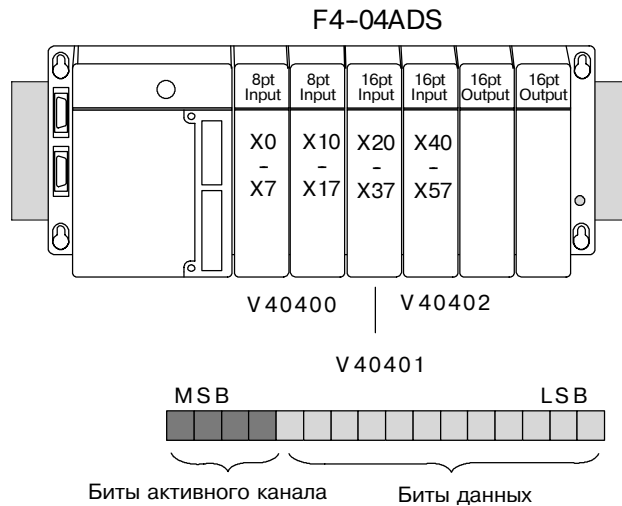 F4-04ADS
8pt Input 8pt Input 16pt Input 16pt Input 16pt Output 16pt Output
X0 - X7 X10 - X17 X20 - X37 X40 - X57
V40400 V40402
V40401
MSB LSB
Биты активного канала Биты данных